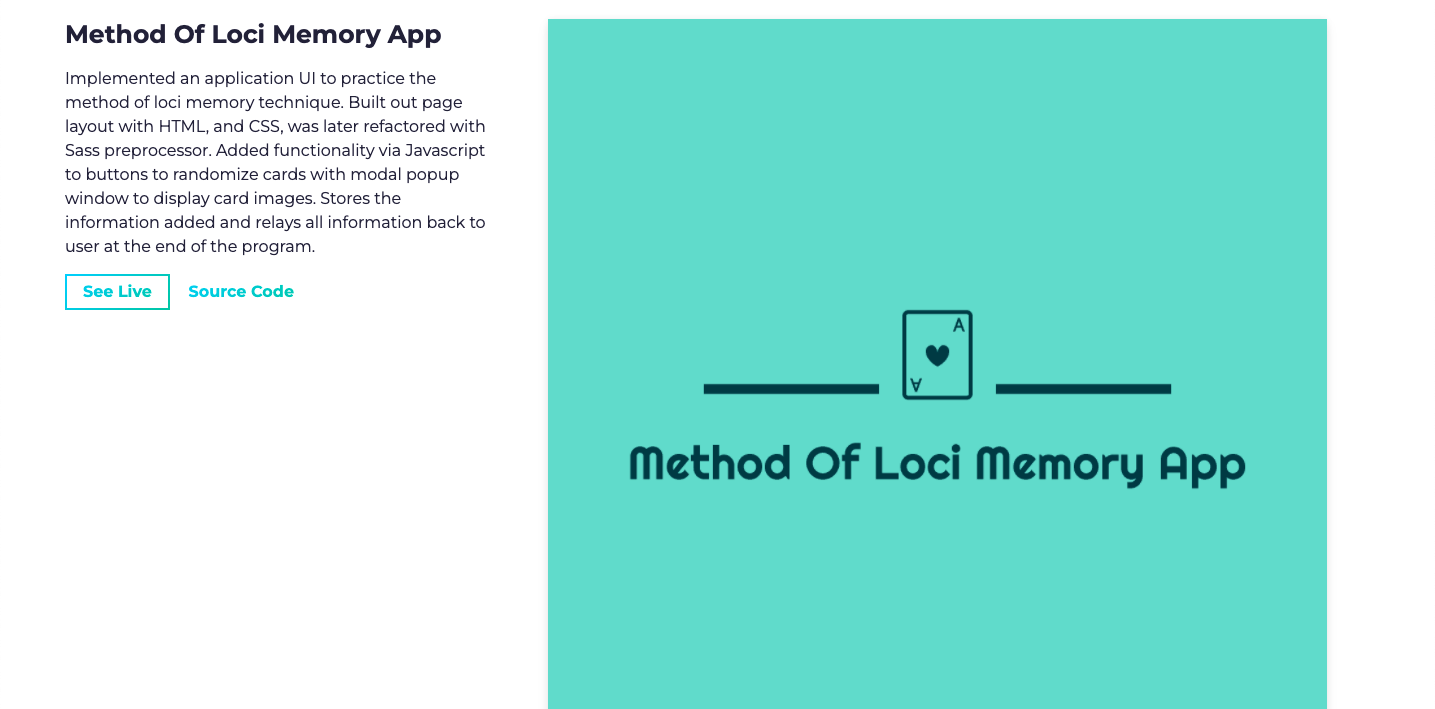 Method Of Loci Memory App
Implemented an application UI to practice the
method of loci memory technique. Built out page
layout with HTML, and CSS, was later refactored with
Sass preprocessor. Added functionality via Javascript
to buttons to randomize cards with modal popup
window to display card images. Stores the
information added and relays all information back to
user at the end of the program.
See Live
Source Code
A
A
Method Of Loci Memory App